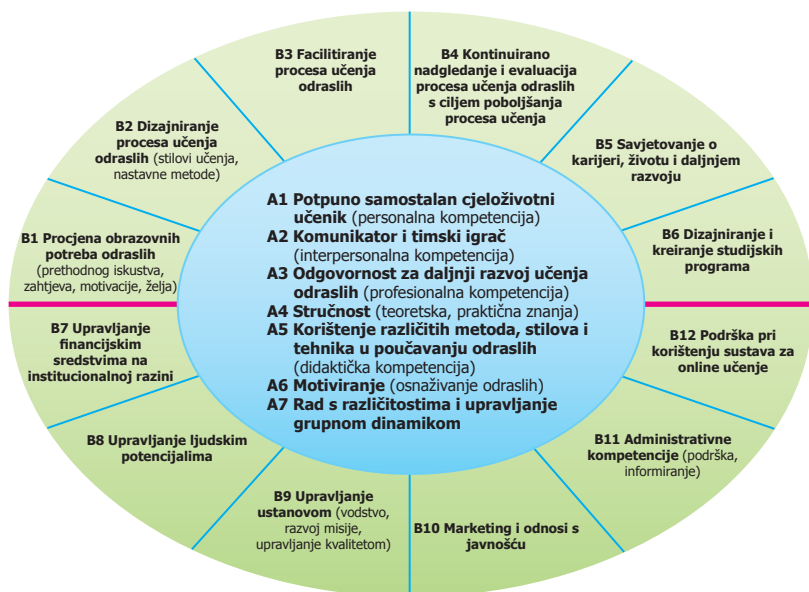 B3 Facilitiranje
procesa učenja
odraslih
B4 Kontinuirano
nadgledanje i evaluacija
procesa učenja odraslih
s ciljem poboljšanja
procesa učenja
B2 Dizajniranje
procesa učenja
odraslih (stilovi učenja,
nastavne metode)
B5 Savjetovanje o
karijeri, životu i daljnjem
razvoju
B1 Procjena obrazovnih
potreba odraslih
(prethodnog iskustva,
zahtjeva, motivacije, želja)
B6 Dizajniranje i
kreiranje studijskih
programa
A1 Potpuno samostalan cjeloživotni
učenik (personalna kompetencija)
A2 Komunikator i timski igrač
(interpersonalna kompetencija)
A3 Odgovornost za daljnji razvoj učenja
odraslih (profesionalna kompetencija)
A4 Stručnost (teoretska, praktična znanja)
A5 Korištenje različitih metoda, stilova i
tehnika u poučavanju odraslih
(didaktička kompetencija)
A6 Motiviranje (osnaživanje odraslih)
A7 Rad s različitostima i upravljanje
grupnom dinamikom
B7 Upravljanje
financijskim
sredstvima na
institucionalnoj razini
B12 Podrška pri
korištenju sustava za
online učenje
B8 Upravljanje ljudskim
potencijalima
B11 Administrativne
kompetencije (podrška,
informiranje)
B9 Upravljanje
ustanovom (vodstvo,
razvoj misije,
upravljanje kvalitetom)
B10 Marketing i odnosi s
javnošću